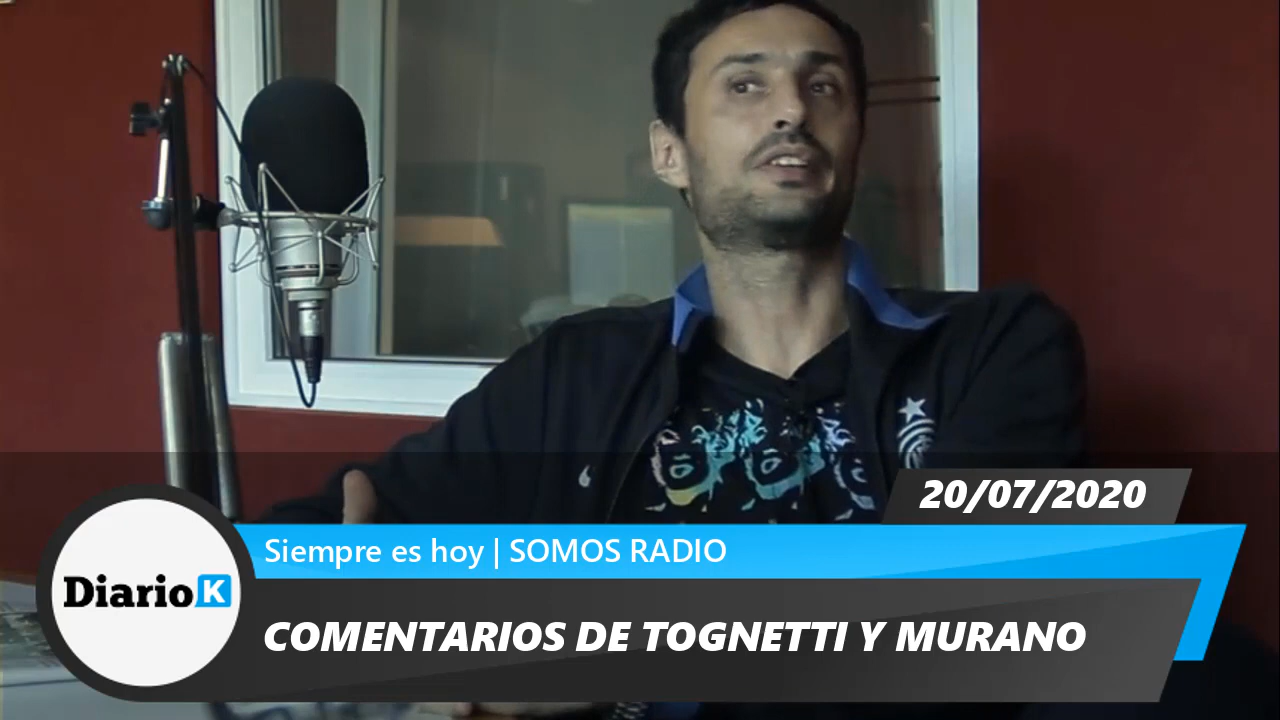 20/07/2020
Siempre es hoy | SOMOS RADIO
DiarioK
COMENTARIOS DE TOGNETTI Y MURANO